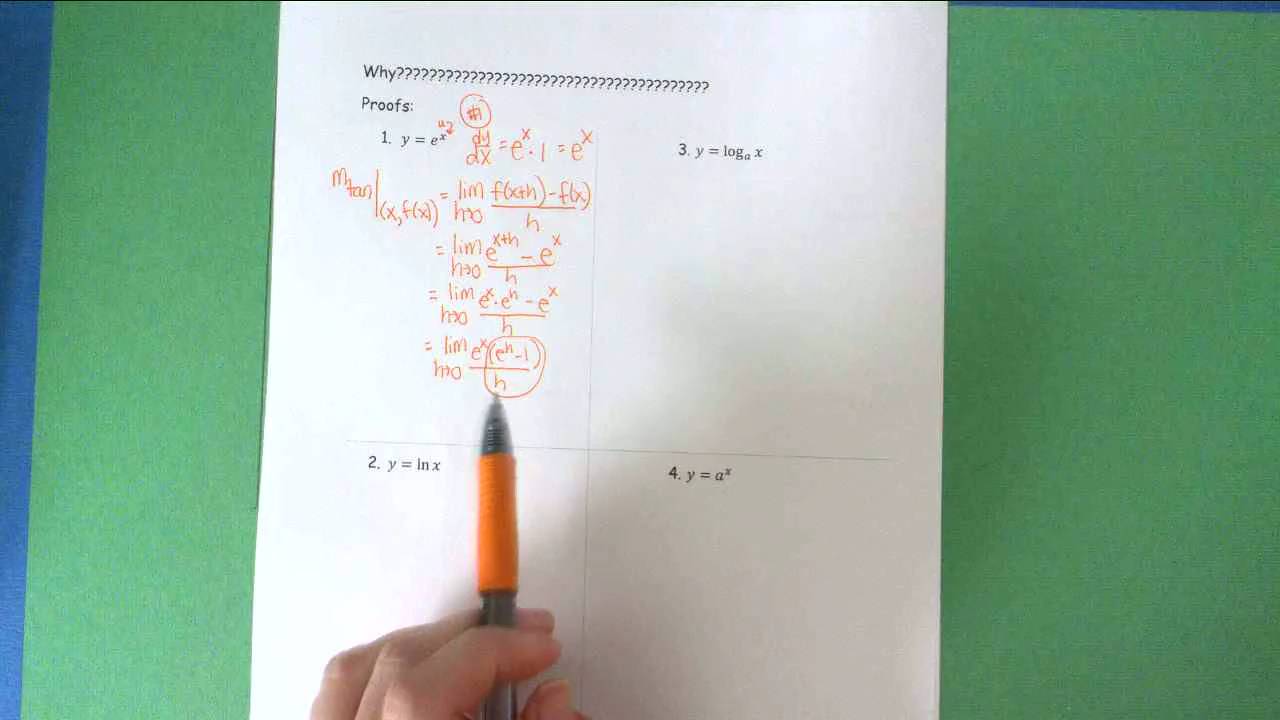 Why??????????????????????????????????????
Proofs:
1. y = e^x dy/dx = e^x · 1 = e^x
m_tan|(x, f(x)) = lim h→0 f(x+h) - f(x) / h
= lim h→0 e^(x+h) - e^x / h
= lim h→0 e^x · e^h - e^x / h
= lim h→0 e^x (e^h - 1) / h
2. y = ln x
3. y = log_a x
4. y = a^x